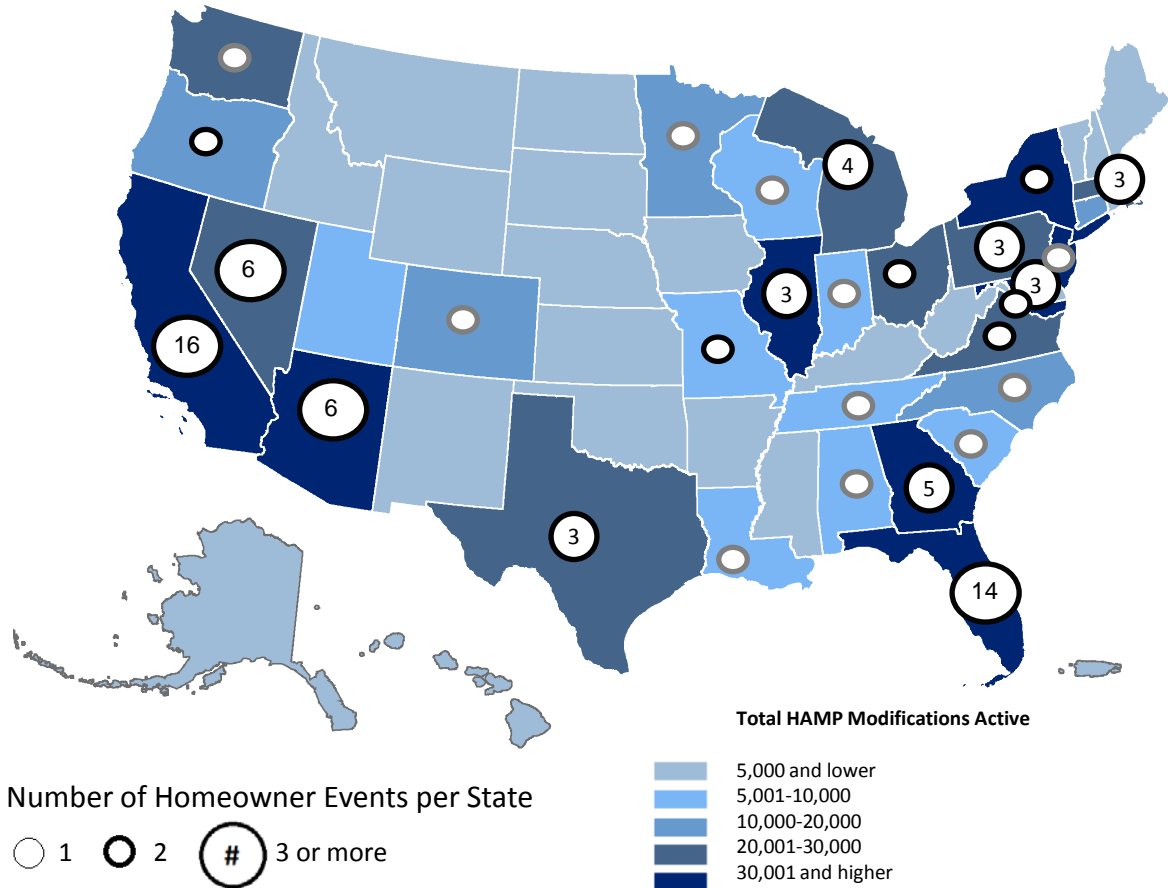 4
3
3
6
3
3
16
6
5
3
14
Total HAMP Modifications Active
5,000 and lower
5,001-10,000
10,000-20,000
20,001-30,000
30,001 and higher
Number of Homeowner Events per State
1 2 # 3 or more